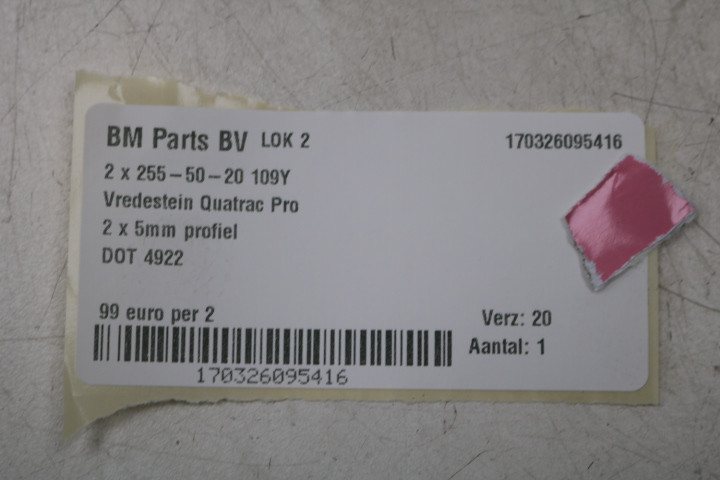 BM Parts BV LOK 2 170326095416
2 x 255-50-20 109Y
Vredestein Quatrac Pro
2 x 5mm profiel
DOT 4922
99 euro per 2
Verz: 20
Aantal: 1
170326095416